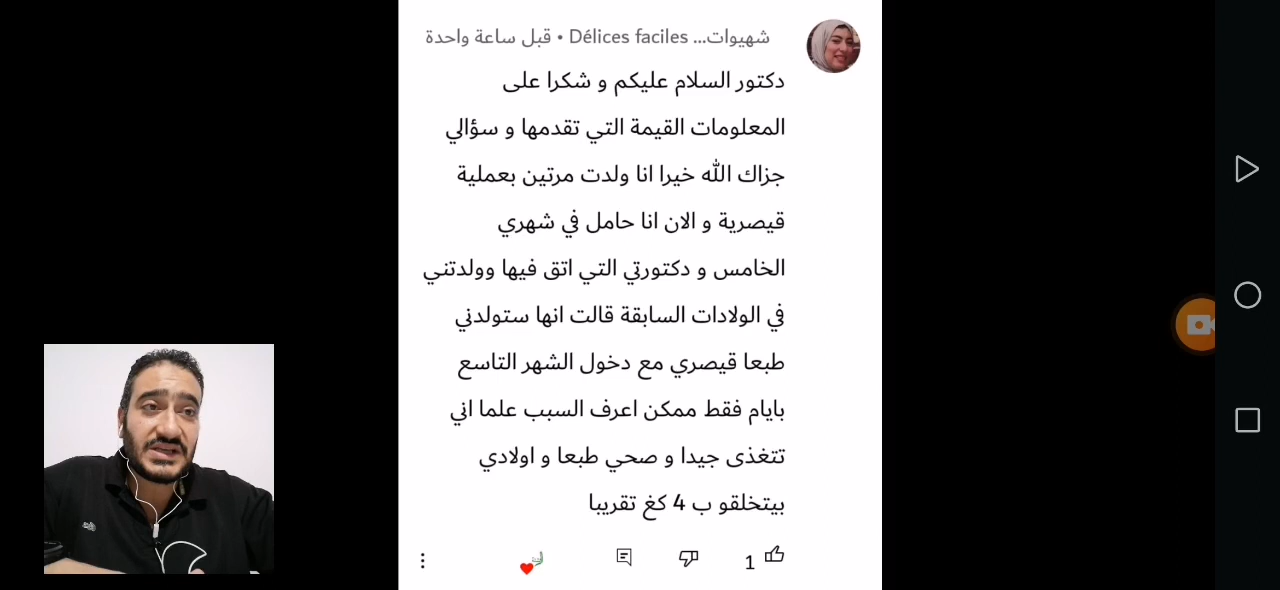 شهيوات... Délices faciles • قبل ساعة واحدة
دكتور السلام عليكم و شكرا على
المعلومات القيمة التي تقدمها و سؤالي
جزاك الله خيرا انا ولدت مرتين بعملية
قيصرية و الان انا حامل في شهري
الخامس و دكتورتي التي اتق فيها وولدتني
في الولادات السابقة قالت انها ستولدني
طبعا قيصري مع دخول الشهر التاسع
بايام فقط ممكن اعرف السبب علما اني
تتغذى جيدا و صحي طبعا و اولادي
بيتخلقو ب 4 كغ تقريبا
1